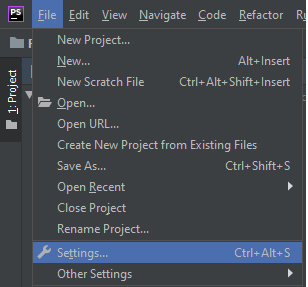 PS File Edit View Navigate Code Refactor
New Project...
New... Alt+Insert
New Scratch File Ctrl+Alt+Shift+Insert
Open...
Open URL...
Create New Project from Existing Files
Save As... Ctrl+Shift+S
Open Recent
Close Project
Rename Project...
Settings... Ctrl+Alt+S
Other Settings
1: Project